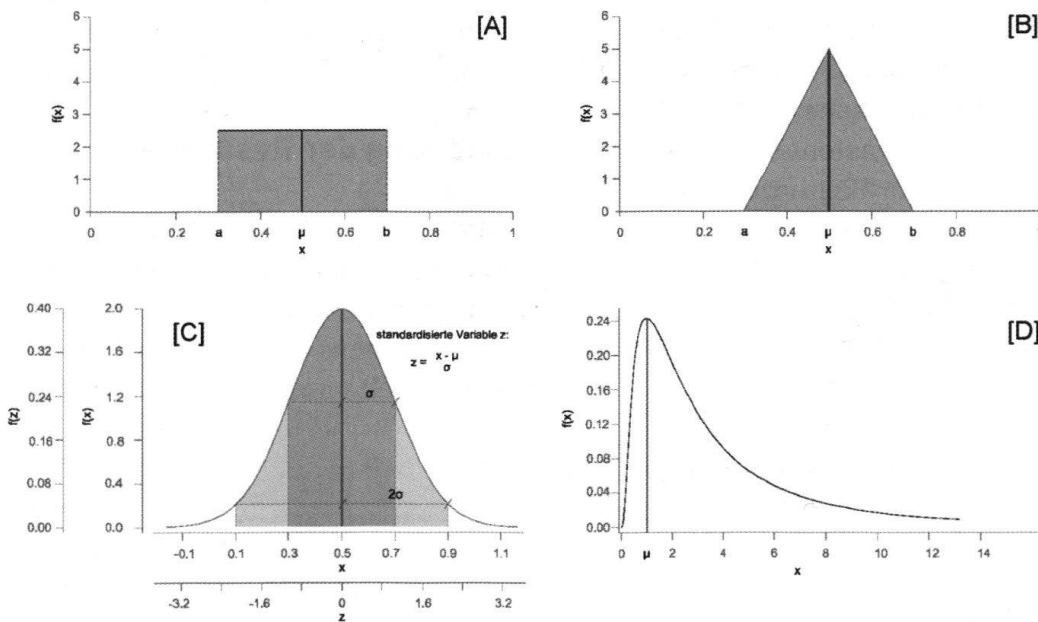 [A]
6
5
4
3
2
1
0
f(x)
0 0.2 a 0.4 μ 0.6 b 0.8 1
x
[B]
6
5
4
3
2
1
0
f(x)
0 0.2 a 0.4 μ 0.6 b 0.8
x
[C]
0.40
0.32
0.24
0.16
0.08
0.00
f(z)
2.0
1.6
1.2
0.8
0.4
0.0
f(x)
standardisierte Variable z:
z = x - μ
σ
σ
2σ
-0.1 0.1 0.3 0.5 0.7 0.9 1.1
x
-3.2 -1.6 0 1.6 3.2
z
[D]
0.24
0.20
0.16
0.12
0.08
0.04
0.00
f(x)
0 μ 2 4 6 8 10 12 14
x